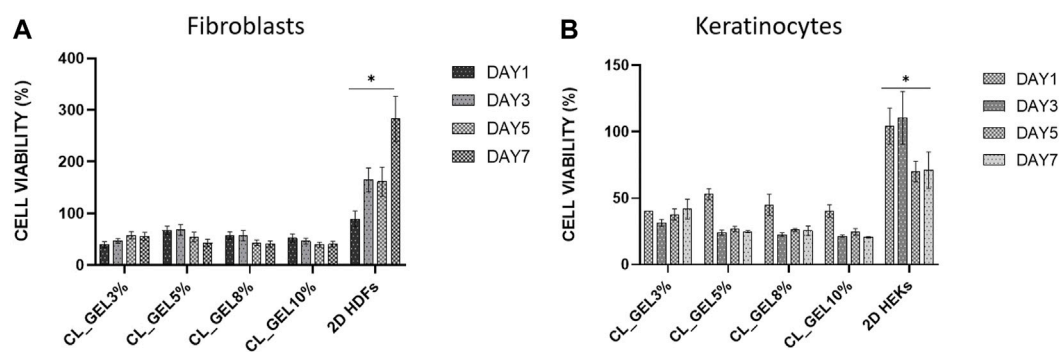 A
Fibroblasts
CELL VIABILITY (%)
400
300
200
100
0
CL_GEL3%
CL_GEL5%
CL_GEL8%
CL_GEL10%
2D HDFs
*
DAY1
DAY3
DAY5
DAY7
B
Keratinocytes
CELL VIABILITY (%)
150
100
50
0
CL_GEL3%
CL_GEL5%
CL_GEL8%
CL_GEL10%
2D HEKs
*
DAY1
DAY3
DAY5
DAY7